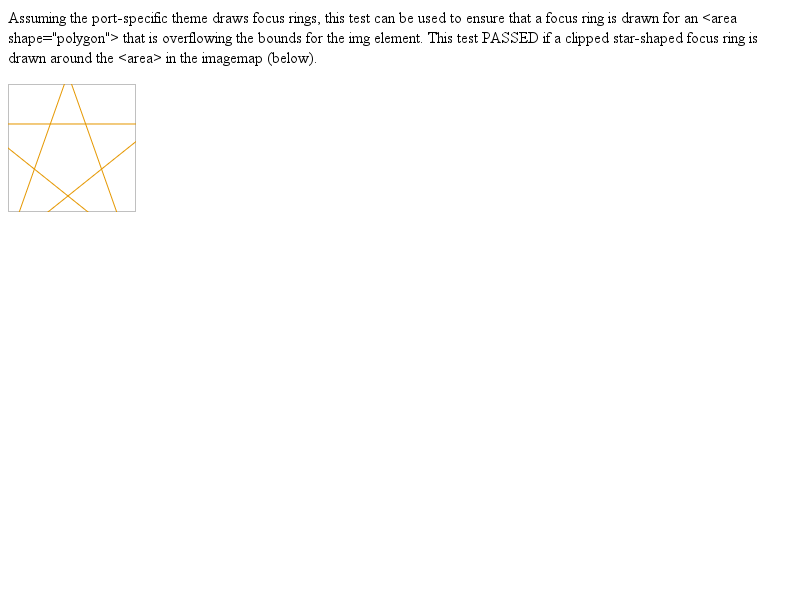 Assuming the port-specific theme draws focus rings, this test can be used to ensure that a focus ring is drawn for an <area
shape="polygon"> that is overflowing the bounds for the img element. This test PASSED if a clipped star-shaped focus ring is
drawn around the <area> in the imagemap (below).